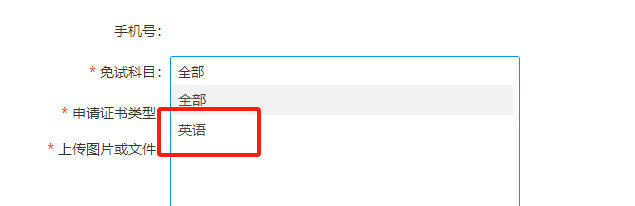 手机号：
* 免试科目： 全部
全部
* 申请证书类型
英语
* 上传图片或文件